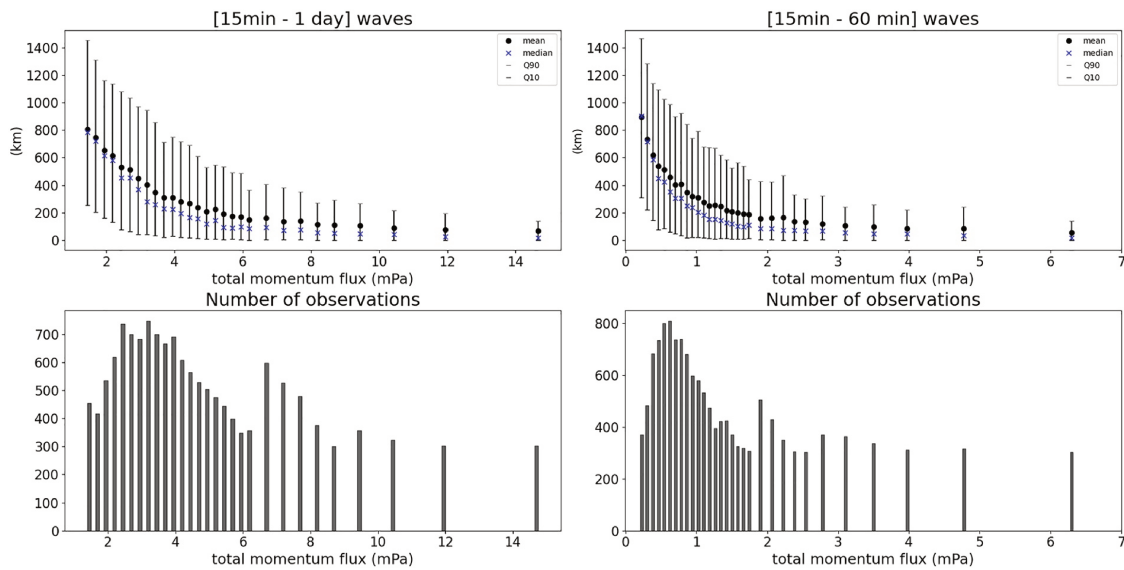 [15min - 1 day] waves
1400
1200
1000
800
600
400
200
0
(km)
mean
median
Q90
Q10
2 4 6 8 10 12 14
total momentum flux (mPa)
[15min - 60 min] waves
1400
1200
1000
800
600
400
200
0
(km)
mean
median
Q90
Q10
0 1 2 3 4 5 6 7
total momentum flux (mPa)
Number of observations
700
600
500
400
300
200
100
0
2 4 6 8 10 12 14
total momentum flux (mPa)
Number of observations
800
600
400
200
0
0 1 2 3 4 5 6 7
total momentum flux (mPa)